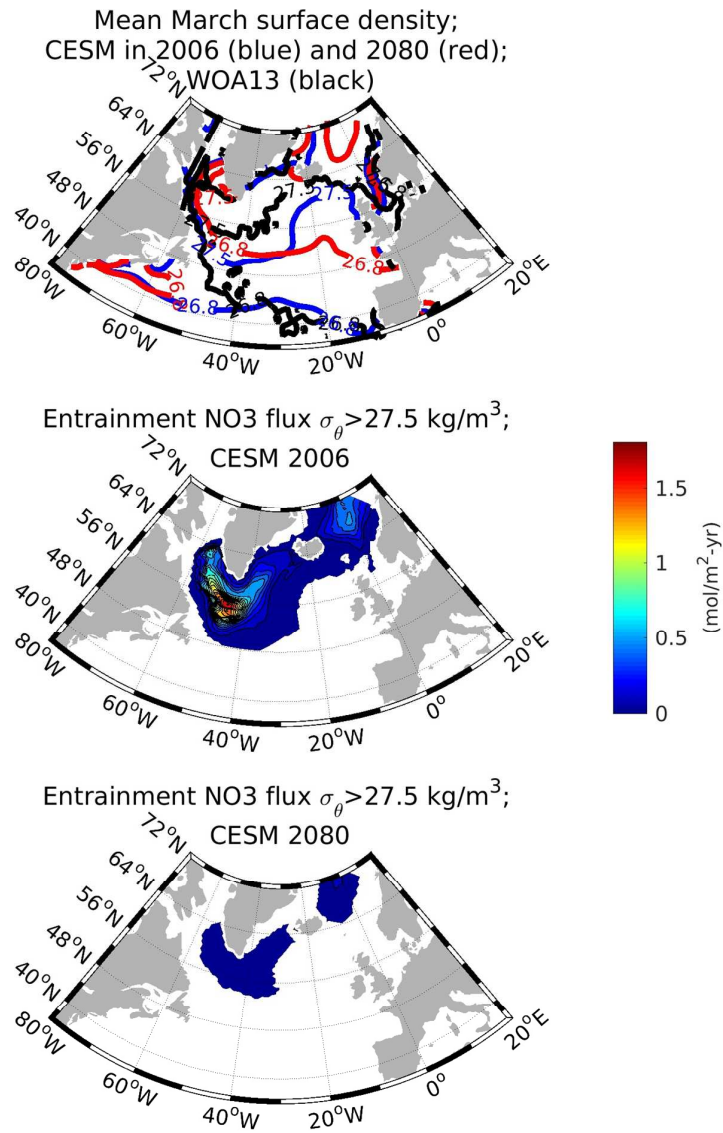 Mean March surface density;
CESM in 2006 (blue) and 2080 (red);
WOA13 (black)
72°N
64°N
56°N
48°N
40°N
80°W
60°W
40°W
20°W
0°
20°E
27.5
27.5
26.8
26.8
26.8
26.8
Entrainment NO3 flux σθ>27.5 kg/m³;
CESM 2006
72°N
64°N
56°N
48°N
40°N
80°W
60°W
40°W
20°W
0°
20°E
1.5
1
0.5
0
(mol/m²-yr)
Entrainment NO3 flux σθ>27.5 kg/m³;
CESM 2080
72°N
64°N
56°N
48°N
40°N
80°W
60°W
40°W
20°W
0°
20°E